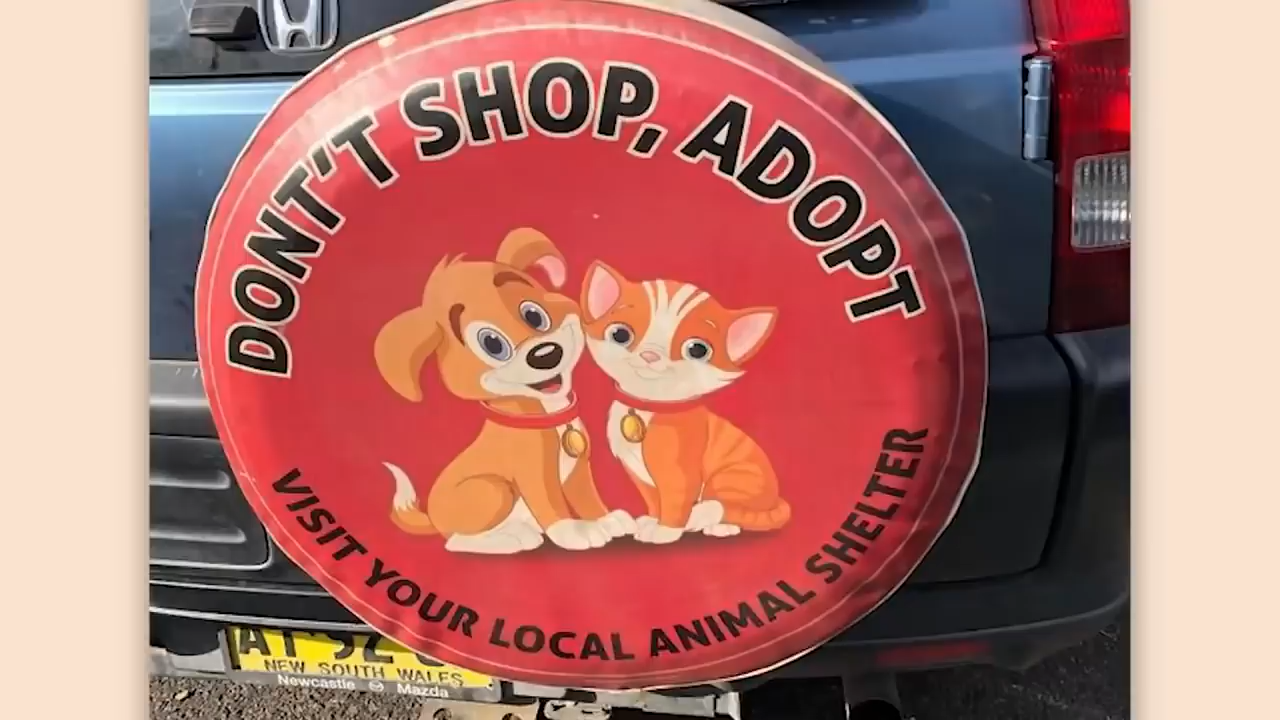 DON'T SHOP, ADOPT
VISIT YOUR LOCAL ANIMAL SHELTER
NEW SOUTH WALES
Newcastle Mazda